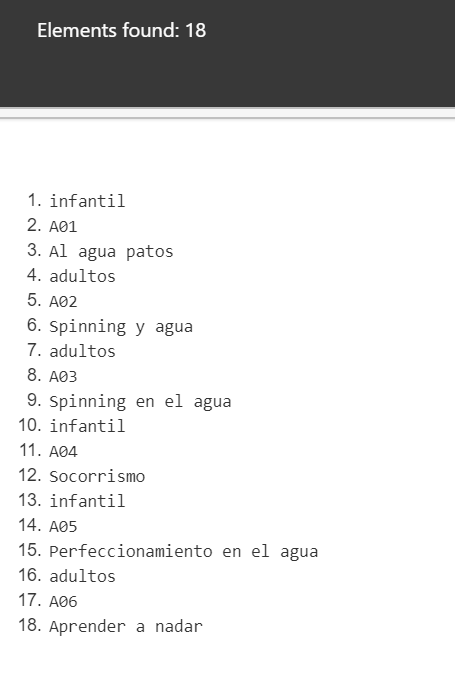 Elements found: 18
1. infantil
2. A01
3. Al agua patos
4. adultos
5. A02
6. Spinning y agua
7. adultos
8. A03
9. Spinning en el agua
10. infantil
11. A04
12. Socorrismo
13. infantil
14. A05
15. Perfeccionamiento en el agua
16. adultos
17. A06
18. Aprender a nadar